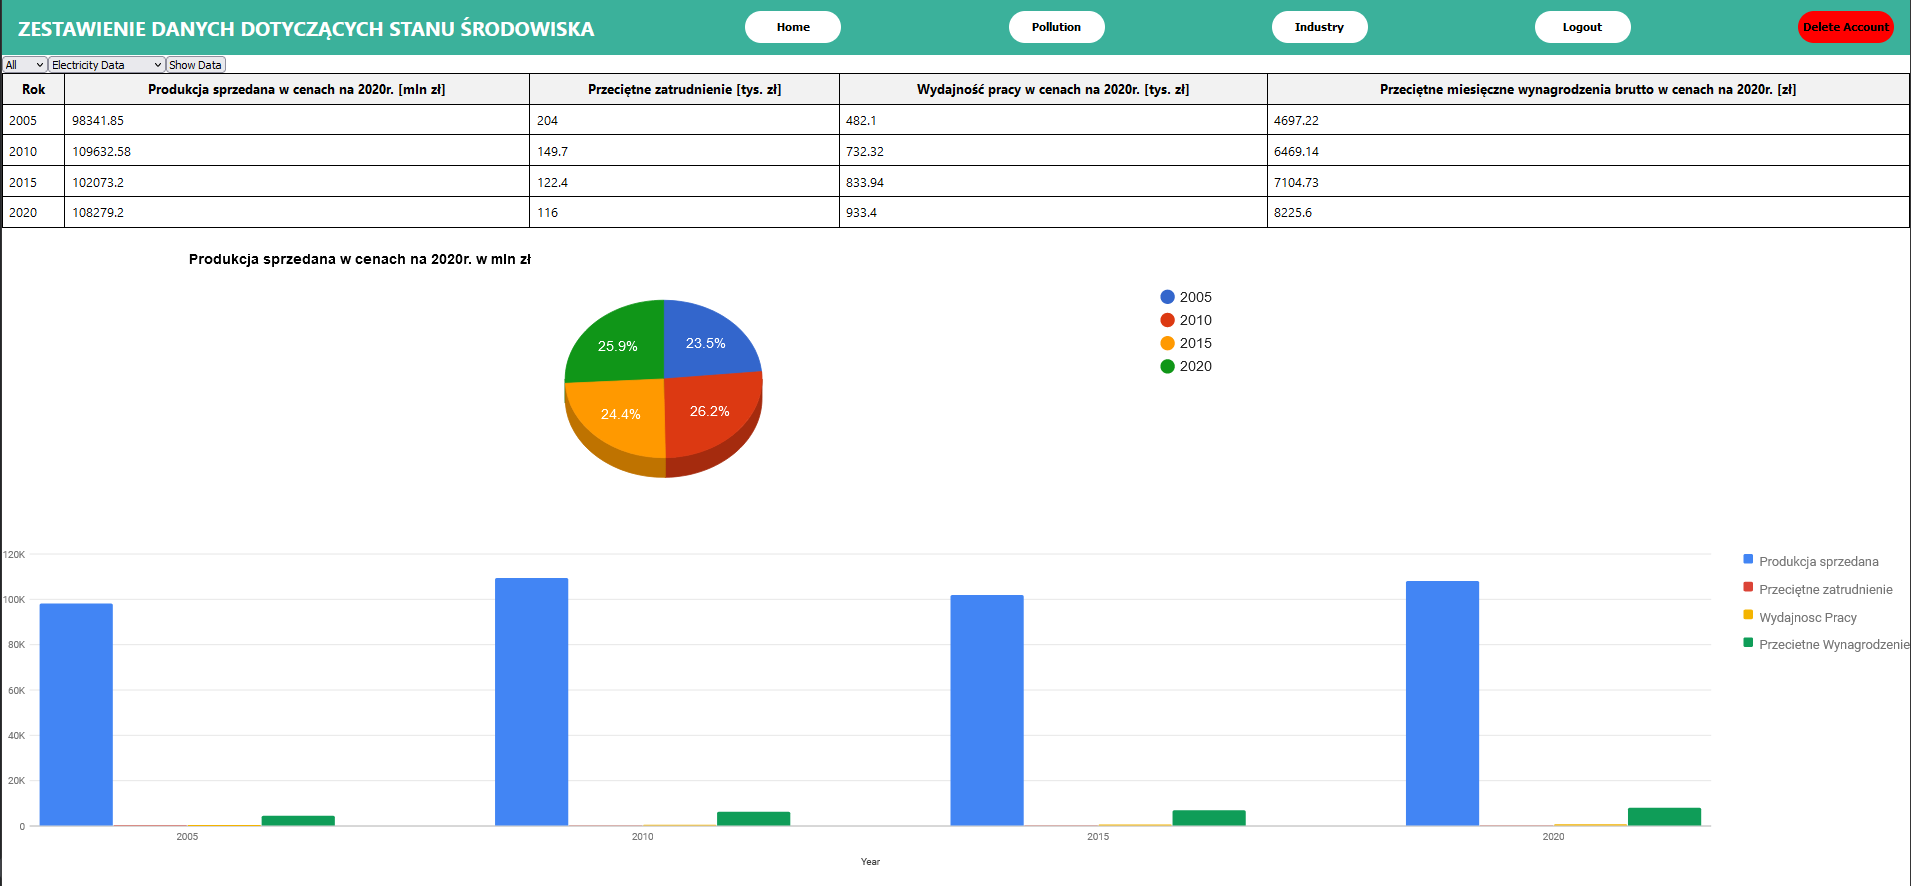 ZESTAWIENIE DANYCH DOTYCZĄCYCH STANU ŚRODOWISKA Home Pollution Industry Logout Delete Account
All Electricity Data Show Data
Rok Produkcja sprzedana w cenach na 2020r. [mln zł] Przeciętne zatrudnienie [tys. zł] Wydajność pracy w cenach na 2020r. [tys. zł] Przeciętne miesięczne wynagrodzenia brutto w cenach na 2020r. [zł]
2005 98341.85 204 482.1 4697.22
2010 109632.58 149.7 732.32 6469.14
2015 102073.2 122.4 833.94 7104.73
2020 108279.2 116 933.4 8225.6
Produkcja sprzedana w cenach na 2020r. w mln zł
25.9% 23.5%
24.4% 26.2%
2005
2010
2015
2020
120K
100K
80K
60K
40K
20K
0
2005 2010 2015 2020
Year
Produkcja sprzedana
Przeciętne zatrudnienie
Wydajnosc Pracy
Przecietne Wynagrodzenie